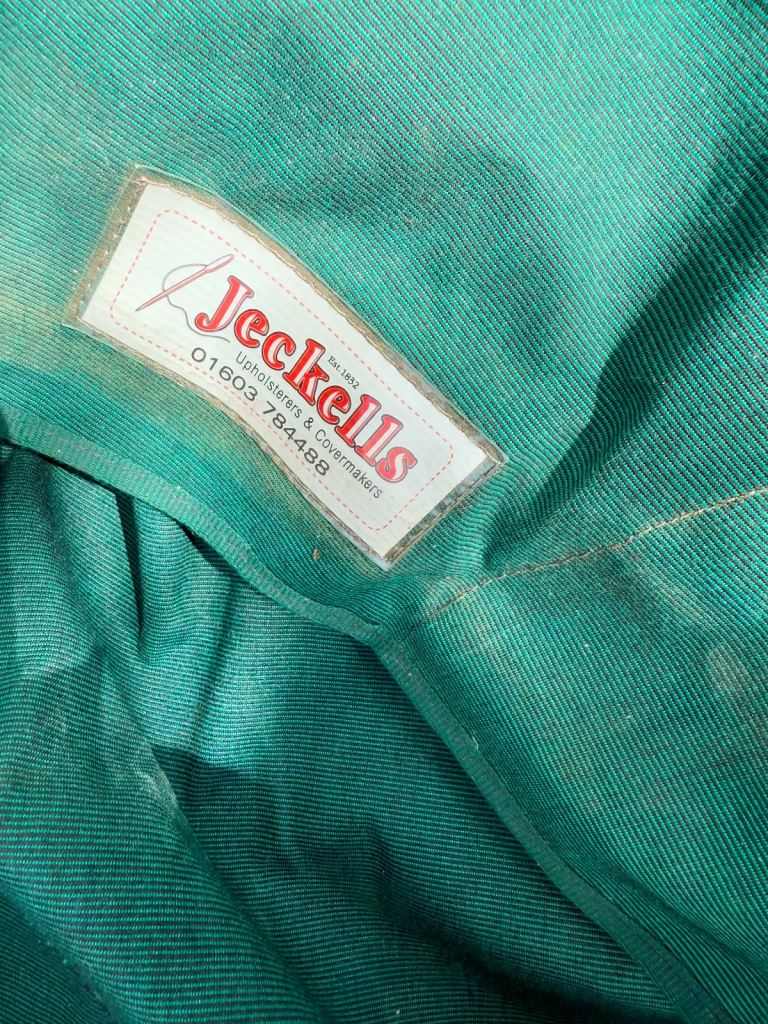 Jeckells
Est. 1832
Upholsterers & Covermakers
01603 784488